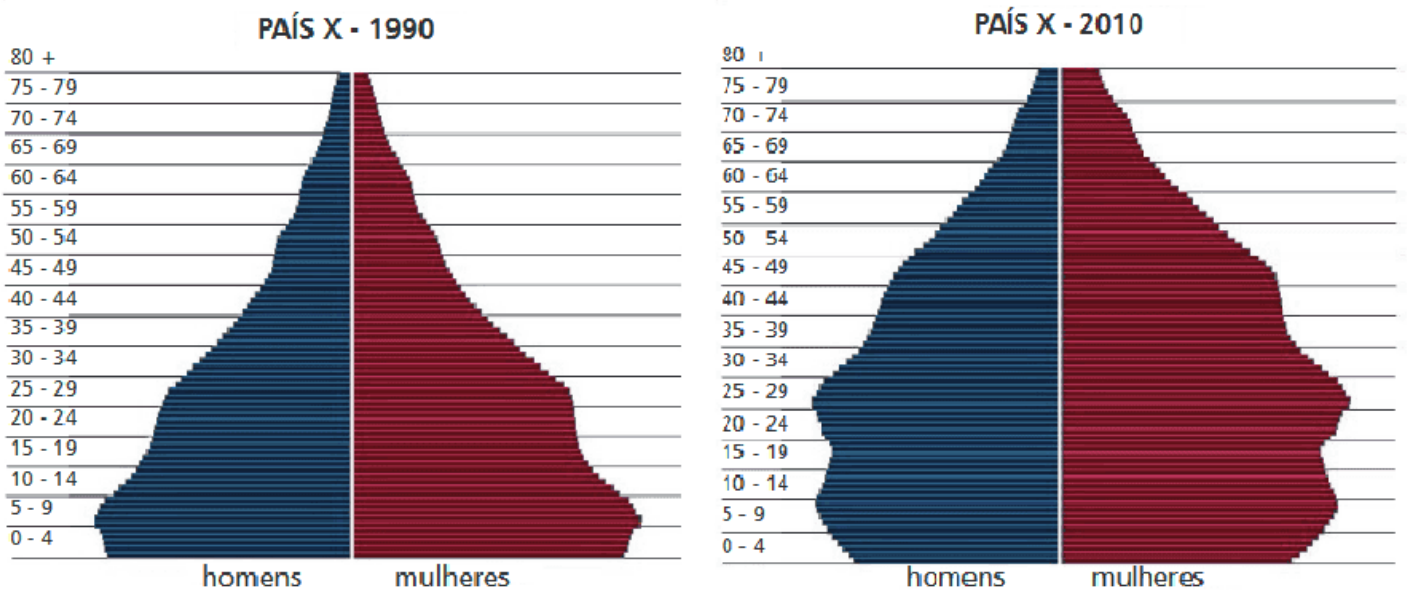 PAÍS X - 1990
80 +
75 - 79
70 - 74
65 - 69
60 - 64
55 - 59
50 - 54
45 - 49
40 - 44
35 - 39
30 - 34
25 - 29
20 - 24
15 - 19
10 - 14
5 - 9
0 - 4
homens mulheres
PAÍS X - 2010
80
75 - 79
70 - 74
65 - 69
60 - 64
55 - 59
50 54
45 - 49
40 - 44
35 - 39
30 - 34
25 - 29
20 - 24
15 - 19
10 - 14
5 - 9
0 - 4
homens mulheres